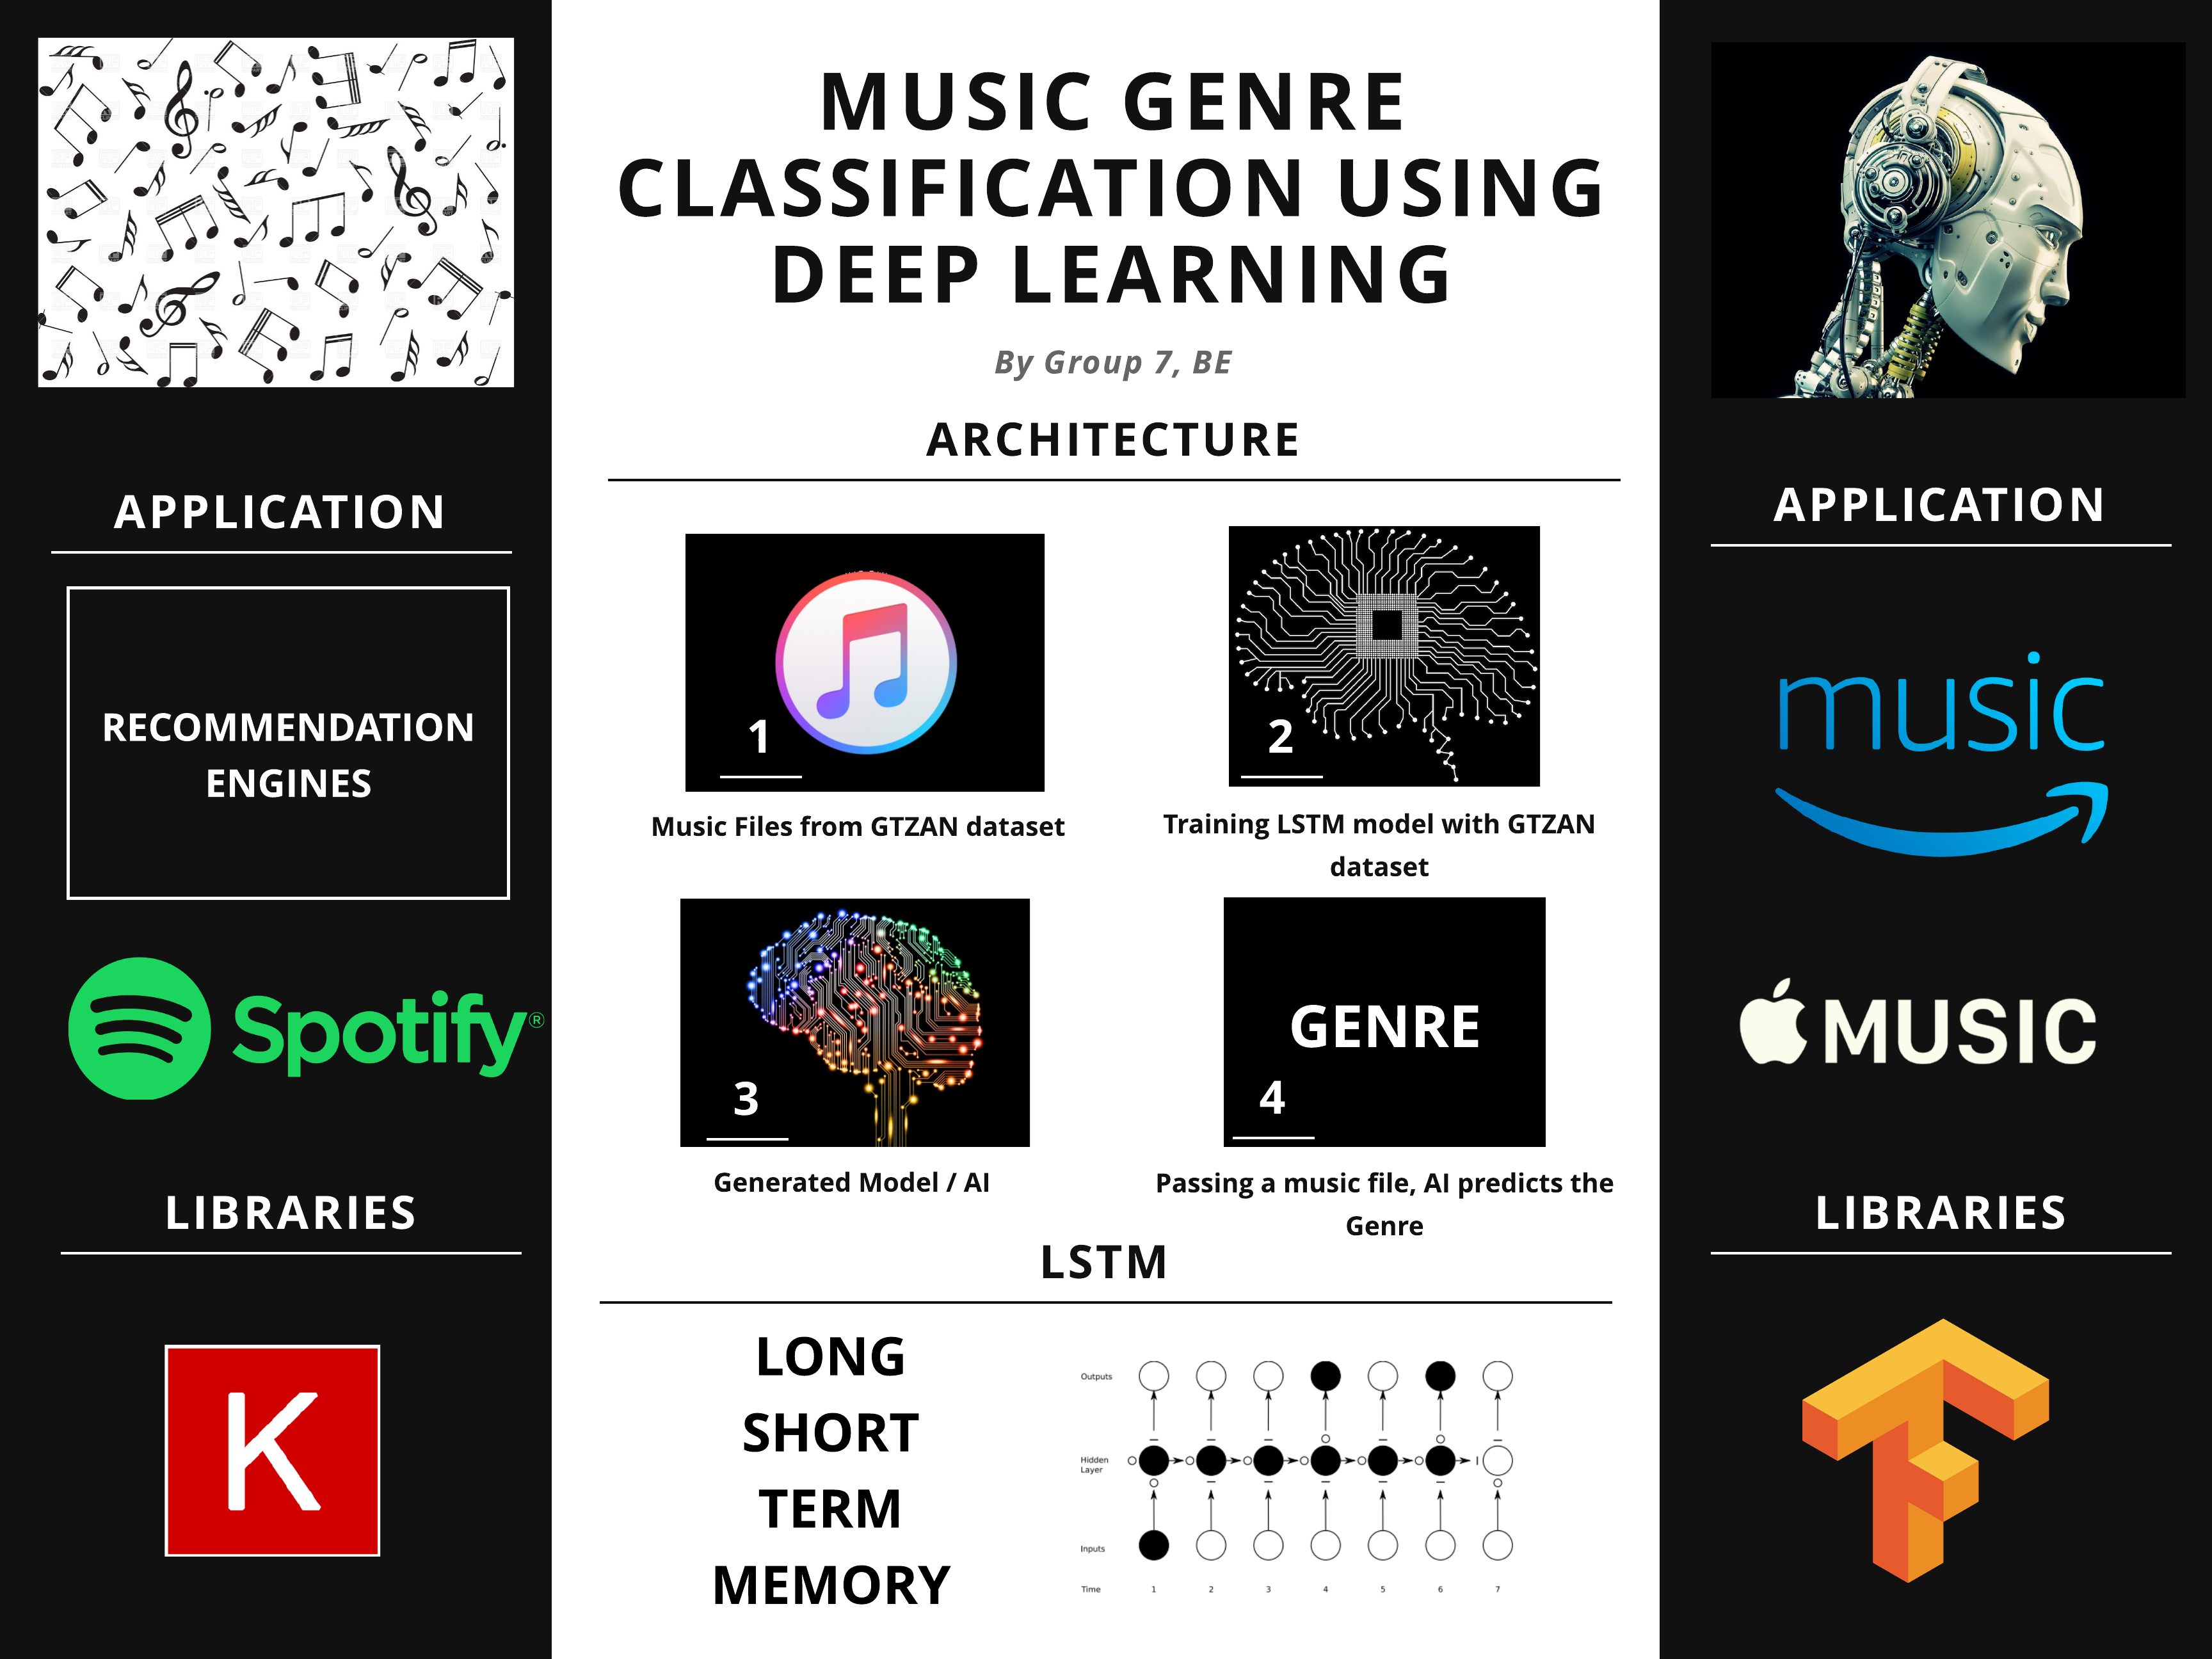 MUSIC GENRE
CLASSIFICATION USING
DEEP LEARNING
By Group 7, BE
APPLICATION
RECOMMENDATION
ENGINES
Spotify®
LIBRARIES
K
ARCHITECTURE
1
Music Files from GTZAN dataset
2
Training LSTM model with GTZAN
dataset
3
Generated Model / AI
GENRE
4
Passing a music file, AI predicts the
Genre
LSTM
LONG
SHORT
TERM
MEMORY
Outputs
Hidden
Layer
Inputs
Time 1 2 3 4 5 6 7
APPLICATION
music
MUSIC
LIBRARIES